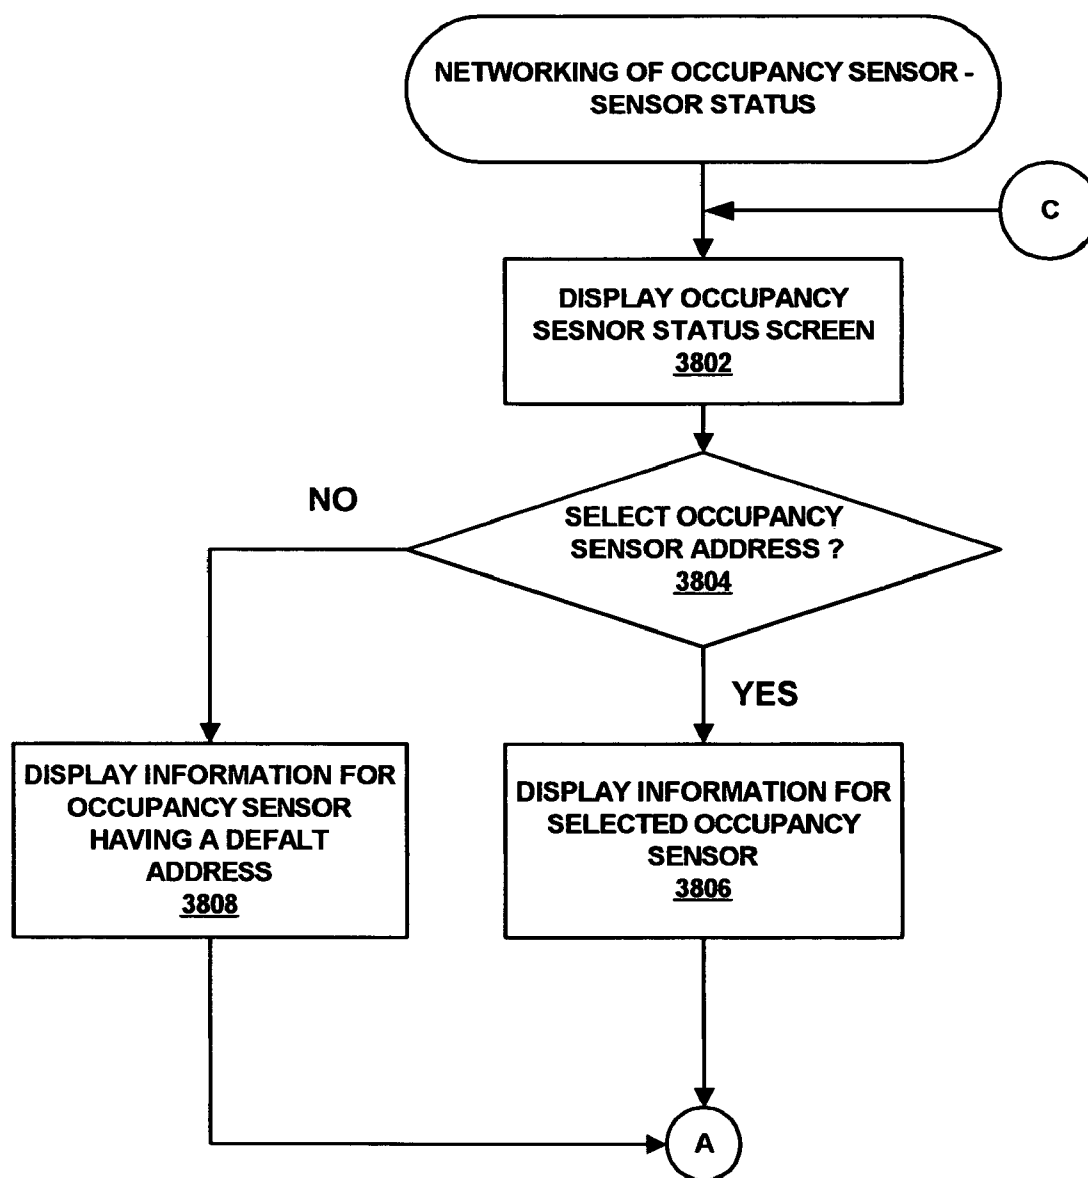 NETWORKING OF OCCUPANCY SENSOR -
SENSOR STATUS
C
DISPLAY OCCUPANCY
SESNOR STATUS SCREEN
3802
NO
SELECT OCCUPANCY
SENSOR ADDRESS ?
3804
YES
DISPLAY INFORMATION FOR
OCCUPANCY SENSOR
HAVING A DEFALT
ADDRESS
3808
DISPLAY INFORMATION FOR
SELECTED OCCUPANCY
SENSOR
3806
A